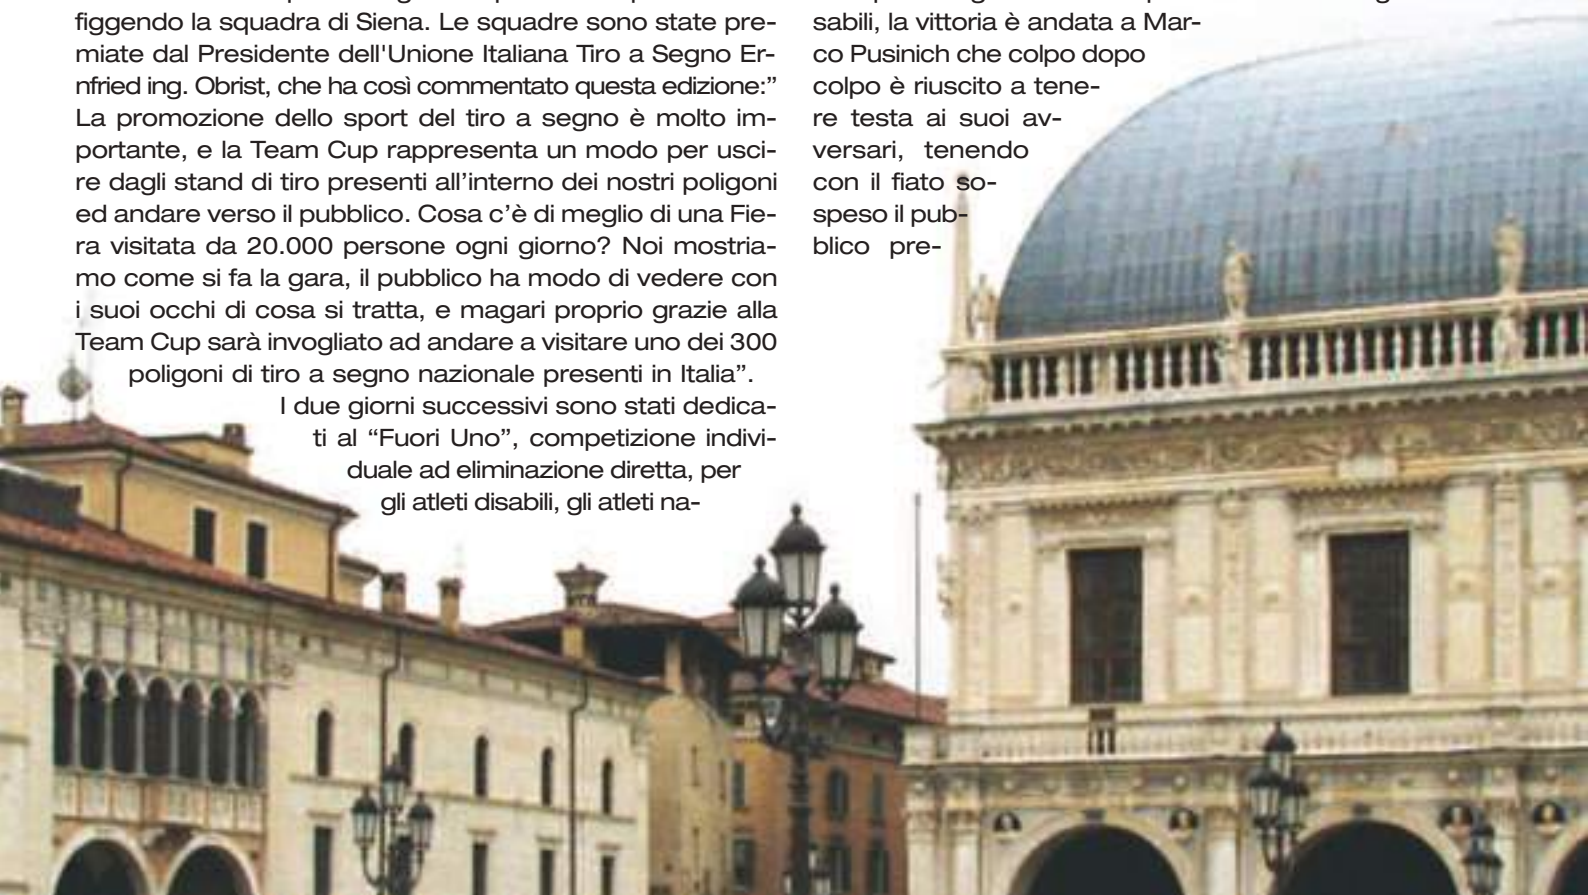 figgendo la squadra di Siena. Le squadre sono state pre-
miate dal Presidente dell'Unione Italiana Tiro a Segno Er-
nfried ing. Obrist, che ha così commentato questa edizione:”
La promozione dello sport del tiro a segno è molto im-
portante, e la Team Cup rappresenta un modo per usci-
re dagli stand di tiro presenti all’interno dei nostri poligoni
ed andare verso il pubblico. Cosa c’è di meglio di una Fie-
ra visitata da 20.000 persone ogni giorno? Noi mostria-
mo come si fa la gara, il pubblico ha modo di vedere con
i suoi occhi di cosa si tratta, e magari proprio grazie alla
Team Cup sarà invogliato ad andare a visitare uno dei 300
poligoni di tiro a segno nazionale presenti in Italia”.
I due giorni successivi sono stati dedica-
ti al “Fuori Uno”, competizione indivi-
duale ad eliminazione diretta, per
gli atleti disabili, gli atleti na-
sabili, la vittoria è andata a Mar-
co Pusinich che colpo dopo
colpo è riuscito a tene-
re testa ai suoi av-
versari, tenendo
con il fiato so-
speso il pub-
blico pre-